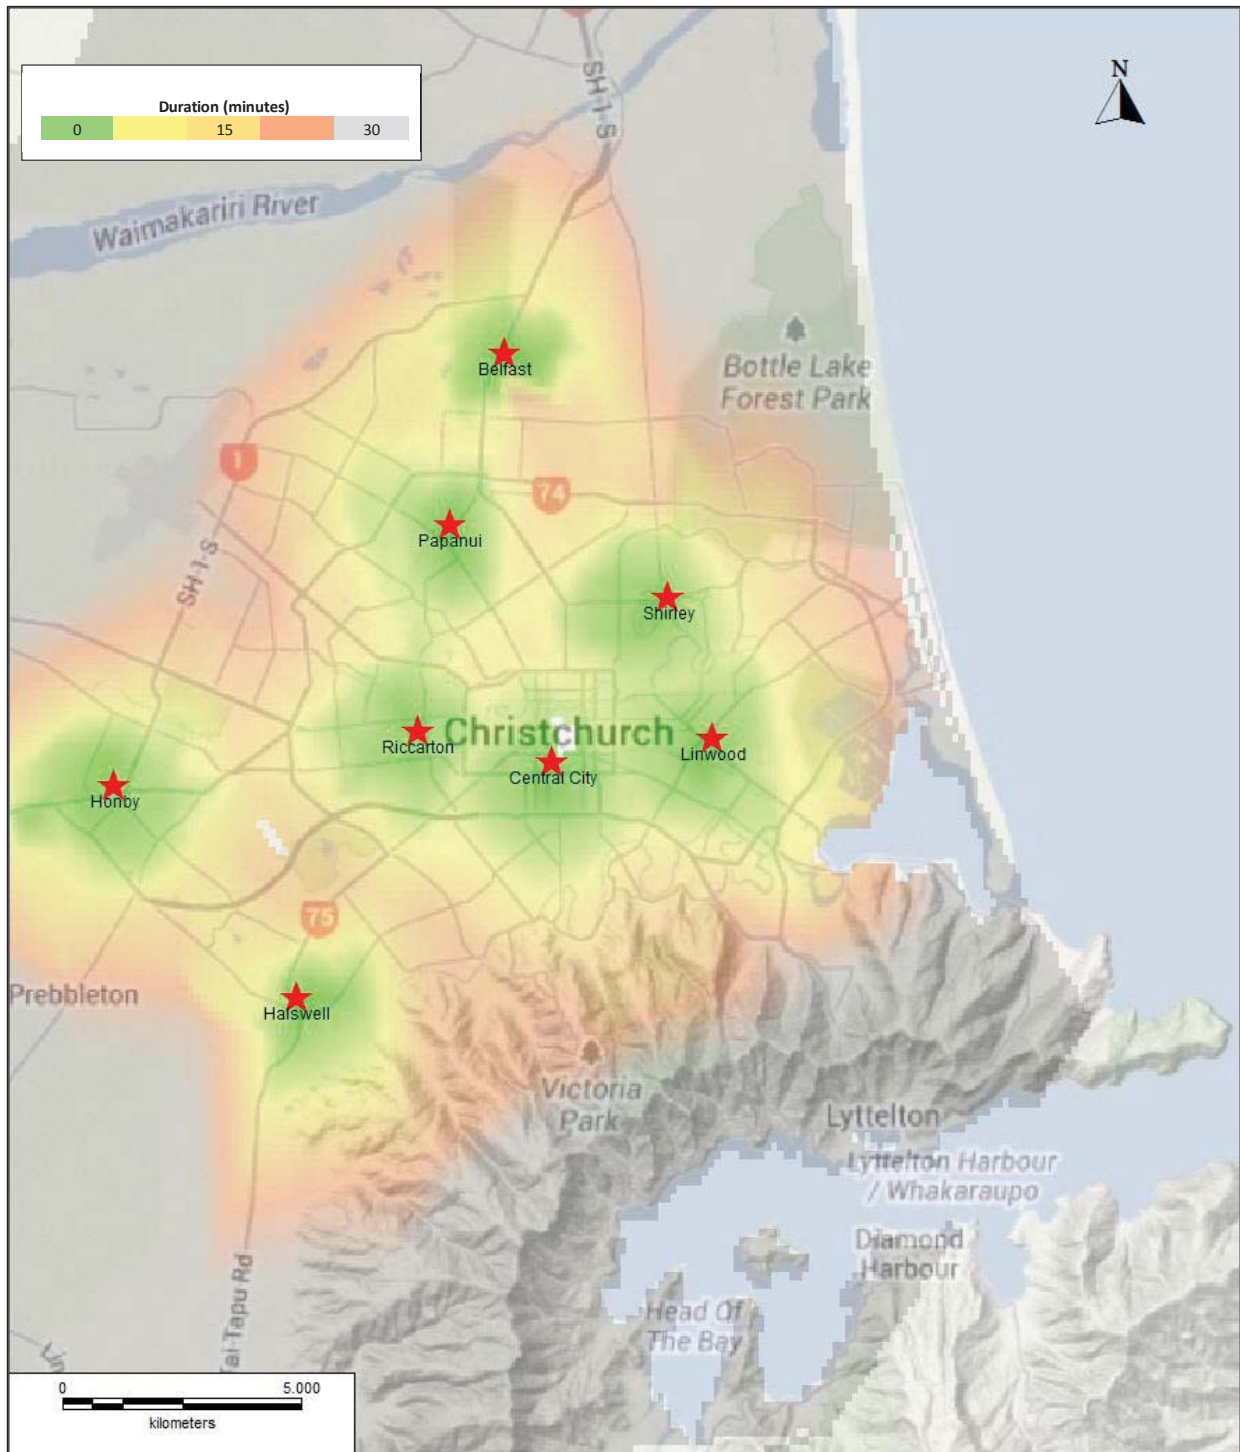 SH-1-S
N
Duration (minutes)
0 15 30
Waimakariri River
Belfast
Bottle Lake
Forest Park
1
74
Papanui
SH-1-S
Shirley
Christchurch
Riccarton
Linwood
Central City
Honby
75
Prebbleton
Halswell
Victoria
Park
Lyttelton
Lyttelton Harbour
/ Whakaraupo
Diamond
Harbour
Tai Tapu Rd
Head Of
The Bay
0 5.000
kilometers